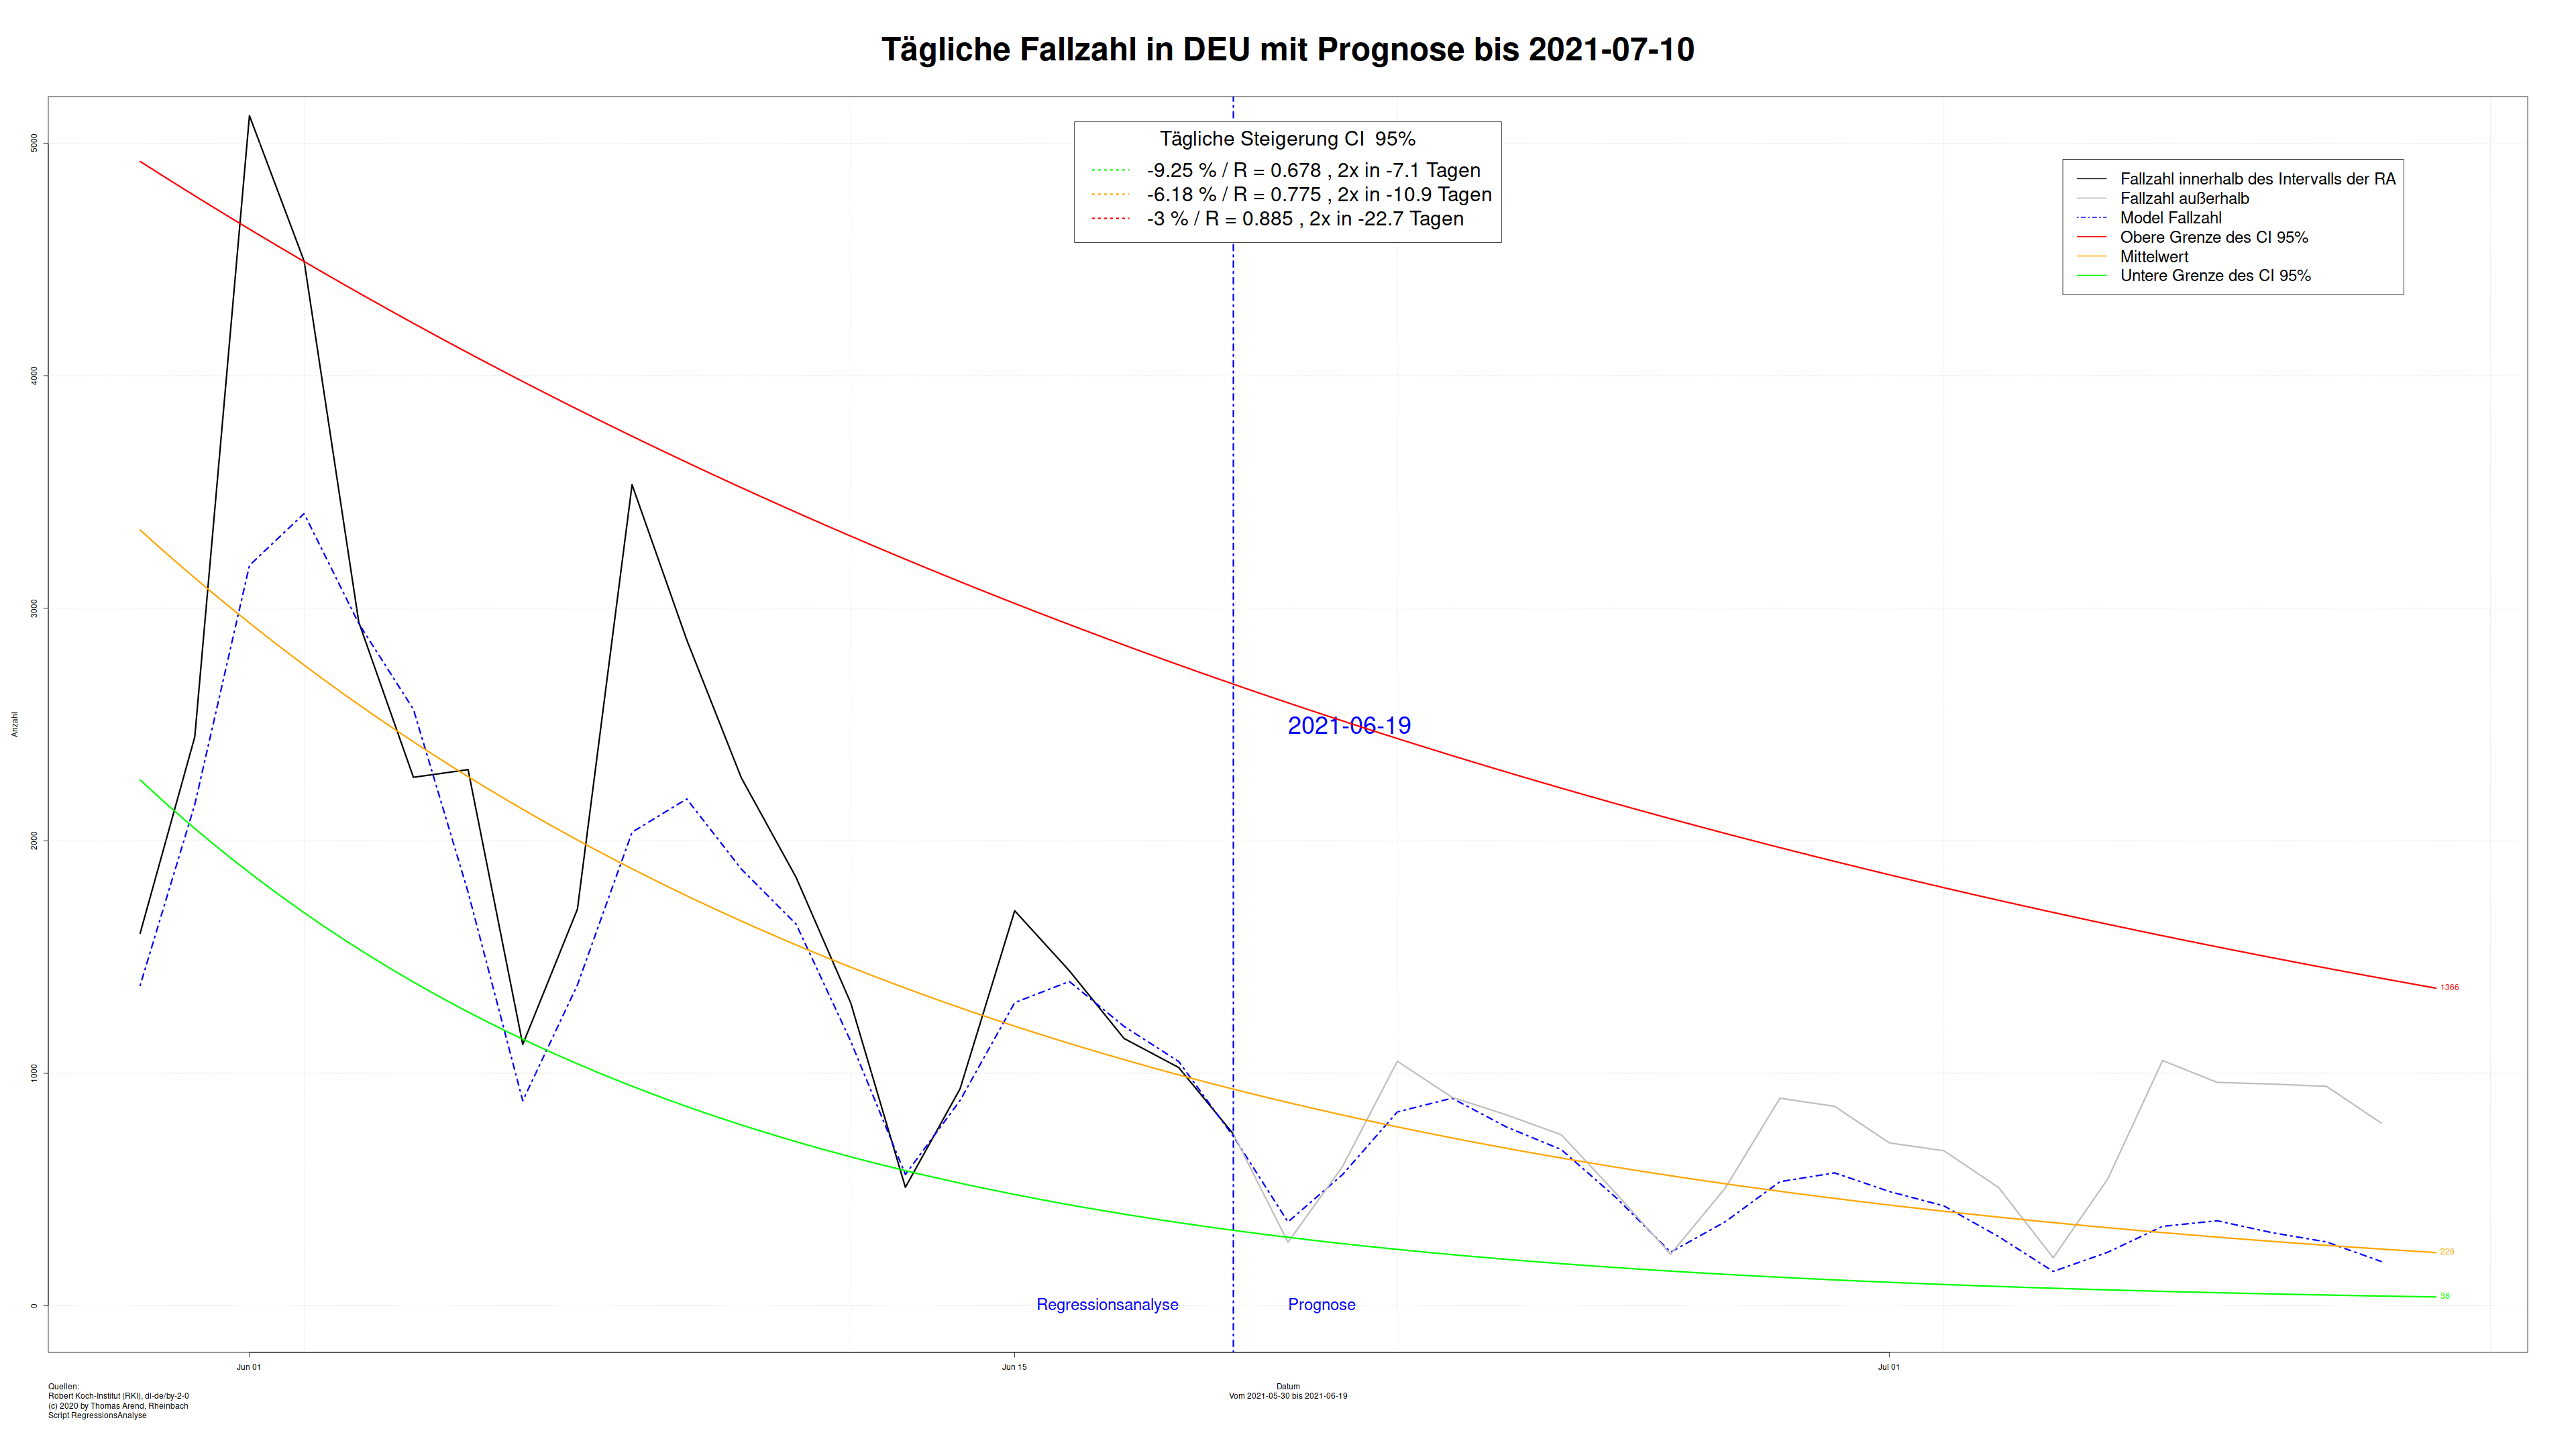 Tägliche Fallzahl in DEU mit Prognose bis 2021-07-10
Tägliche Steigerung CI  95%
-9.25 % / R = 0.678 , 2x in -7.1 Tagen
-6.18 % / R = 0.775 , 2x in -10.9 Tagen
-3 % / R = 0.885 , 2x in -22.7 Tagen
Fallzahl innerhalb des Intervalls der RA
Fallzahl außerhalb
Model Fallzahl
Obere Grenze des CI 95%
Mittelwert
Untere Grenze des CI 95%
5000
4000
3000
2000
1000
0
Anzahl
2021-06-19
1366
229
38
Regressionsanalyse
Prognose
Jun 01
Jun 15
Jul 01
Datum
Vom 2021-05-30 bis 2021-06-19
Quellen:
Robert Koch-Institut (RKI), dl-de/by-2-0
(c) 2020 by Thomas Arend, Rheinbach
Script RegressionsAnalyse